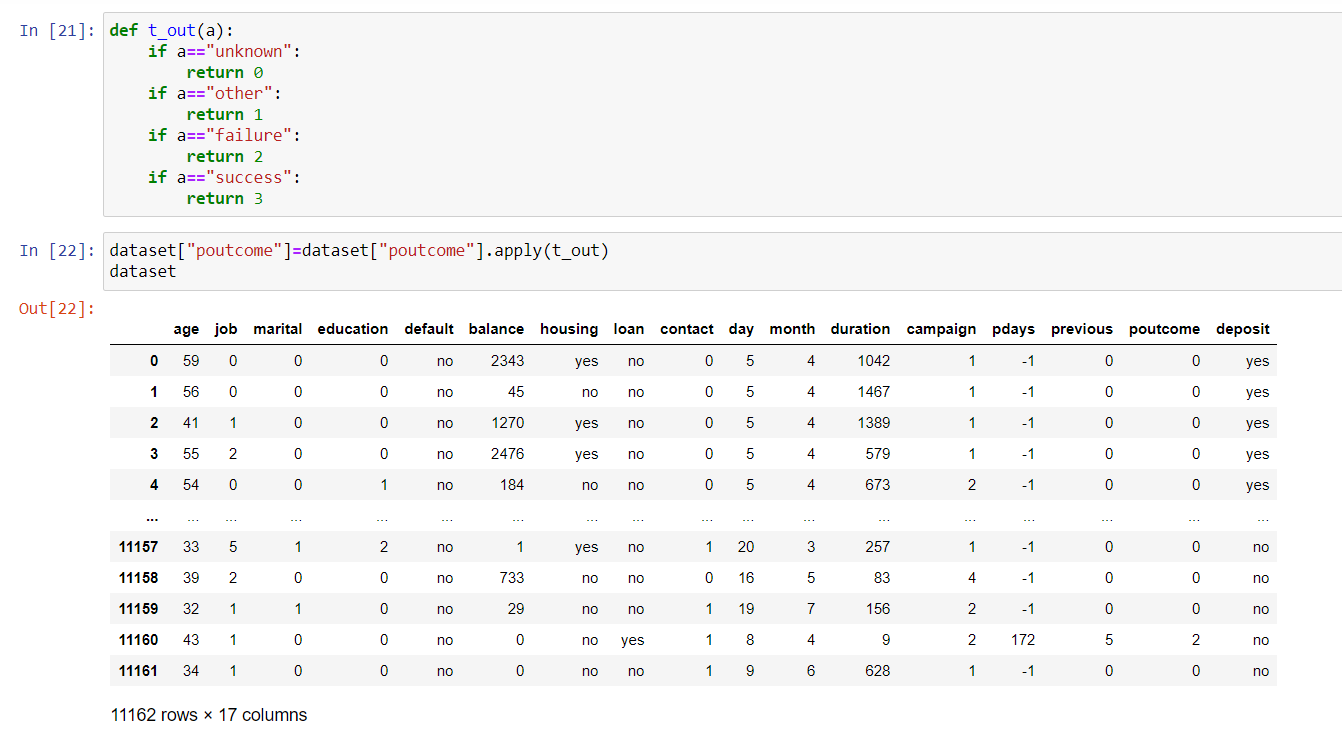 In [21]: def t_out(a):
    if a=="unknown":
        return 0
    if a=="other":
        return 1
    if a=="failure":
        return 2
    if a=="success":
        return 3
In [22]: dataset["poutcome"]=dataset["poutcome"].apply(t_out)
dataset
Out[22]:
age job marital education default balance housing loan contact day month duration campaign pdays previous poutcome deposit
0 59 0 0 0 no 2343 yes no 0 5 4 1042 1 -1 0 0 yes
1 56 0 0 0 no 45 no no 0 5 4 1467 1 -1 0 0 yes
2 41 1 0 0 no 1270 yes no 0 5 4 1389 1 -1 0 0 yes
3 55 2 0 0 no 2476 yes no 0 5 4 579 1 -1 0 0 yes
4 54 0 0 1 no 184 no no 0 5 4 673 2 -1 0 0 yes
... ... ... ... ... ... ... ... ... ... ... ... ... ... ... ... ... ...
11157 33 5 1 2 no 1 yes no 1 20 3 257 1 -1 0 0 no
11158 39 2 0 0 no 733 no no 0 16 5 83 4 -1 0 0 no
11159 32 1 1 0 no 29 no no 1 19 7 156 2 -1 0 0 no
11160 43 1 0 0 no 0 no yes 1 8 4 9 2 172 5 2 no
11161 34 1 0 0 no 0 no no 1 9 6 628 1 -1 0 0 no
11162 rows × 17 columns